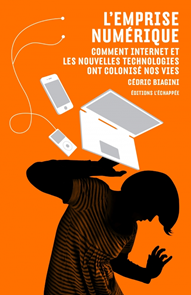 L'EMPRISE
NUMÉRIQUE
COMMENT INTERNET ET
LES NOUVELLES TECHNOLOGIES
ONT COLONISÉ NOS VIES
CÉDRIC BIAGINI
ÉDITIONS L'ÉCHAPPÉE